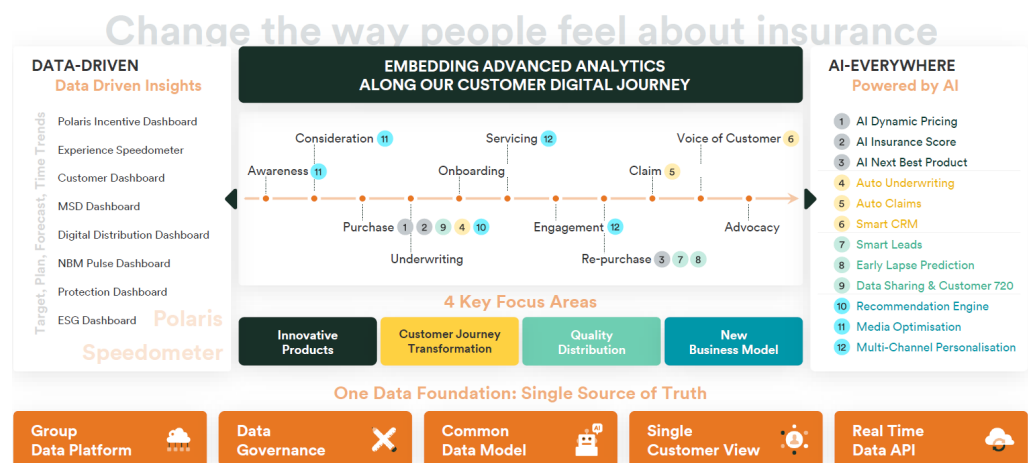 Change the way people feel about insurance
DATA-DRIVEN
Data Driven Insights
Target, Plan, Forecast, Time Trends
Polaris Incentive Dashboard
Experience Speedometer
Customer Dashboard
MSD Dashboard
Digital Distribution Dashboard
NBM Pulse Dashboard
Protection Dashboard
ESG Dashboard
Polaris
Speedometer
EMBEDDING ADVANCED ANALYTICS
ALONG OUR CUSTOMER DIGITAL JOURNEY
Consideration 11
Servicing 12
Voice of Customer 6
Awareness 11
Onboarding
Claim 5
Purchase 1 2 9 4 10
Engagement 12
Advocacy
Underwriting
Re-purchase 3 7 8
4 Key Focus Areas
Innovative
Products
Customer Journey
Transformation
Quality
Distribution
New
Business Model
AI-EVERYWHERE
Powered by AI
1 AI Dynamic Pricing
2 AI Insurance Score
3 AI Next Best Product
4 Auto Underwriting
5 Auto Claims
6 Smart CRM
7 Smart Leads
8 Early Lapse Prediction
9 Data Sharing & Customer 720
10 Recommendation Engine
11 Media Optimisation
12 Multi-Channel Personalisation
One Data Foundation: Single Source of Truth
Group
Data Platform
Data
Governance
Common
Data Model
AI
Single
Customer View
Real Time
Data API